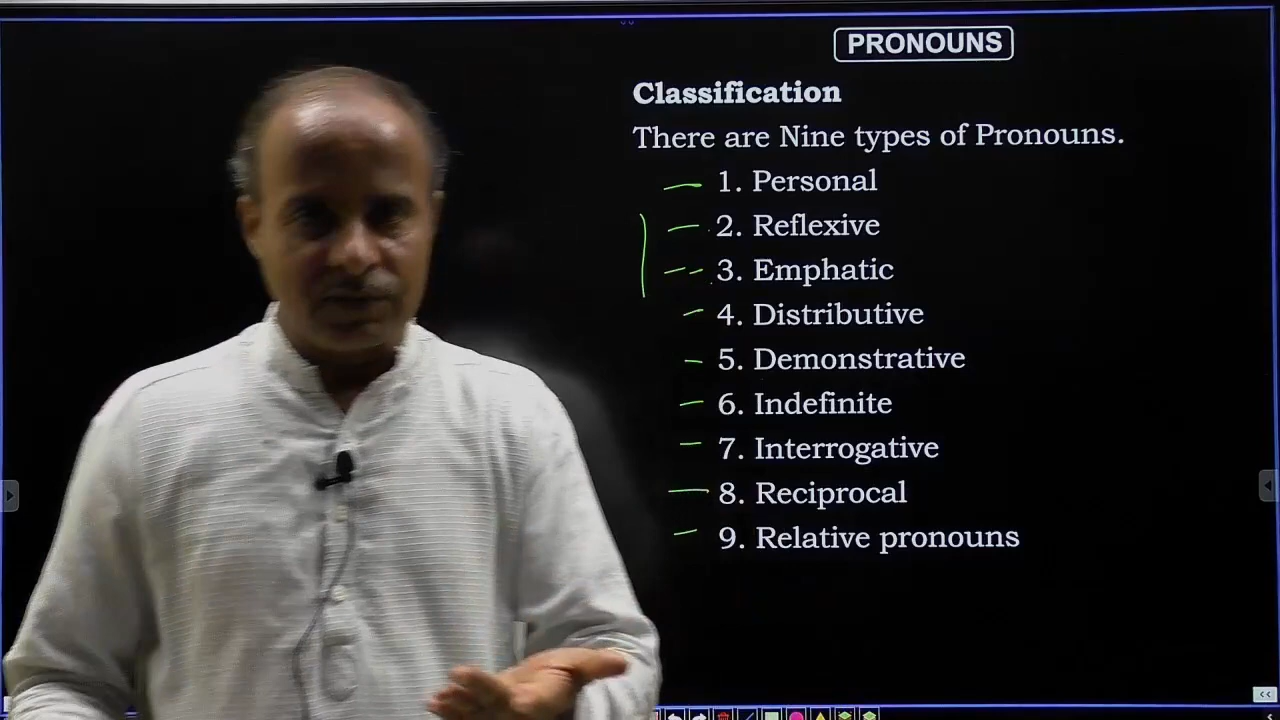 PRONOUNS
Classification
There are Nine types of Pronouns.
1. Personal
2. Reflexive
3. Emphatic
4. Distributive
5. Demonstrative
6. Indefinite
7. Interrogative
8. Reciprocal
9. Relative pronouns